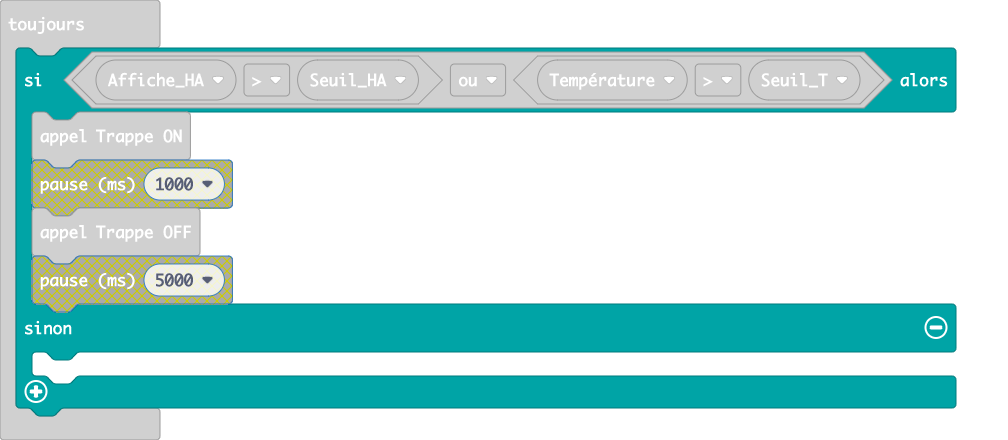 toujours
si Affiche_HA > Seuil_HA ou Température > Seuil_T alors
appel Trappe ON
pause (ms) 1000
appel Trappe OFF
pause (ms) 5000
sinon